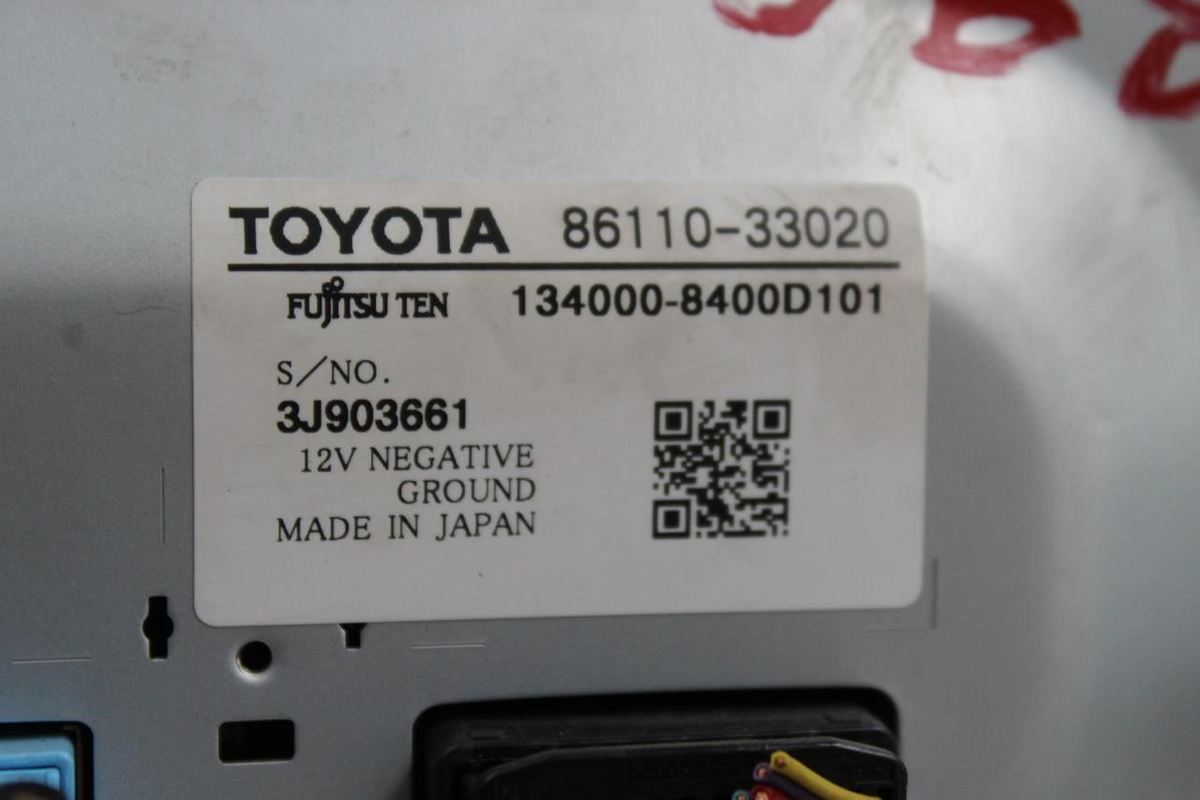 TOYOTA 86110-33020
FUJITSU TEN 134000-8400D101
S/NO.
3J903661
12V NEGATIVE
GROUND
MADE IN JAPAN